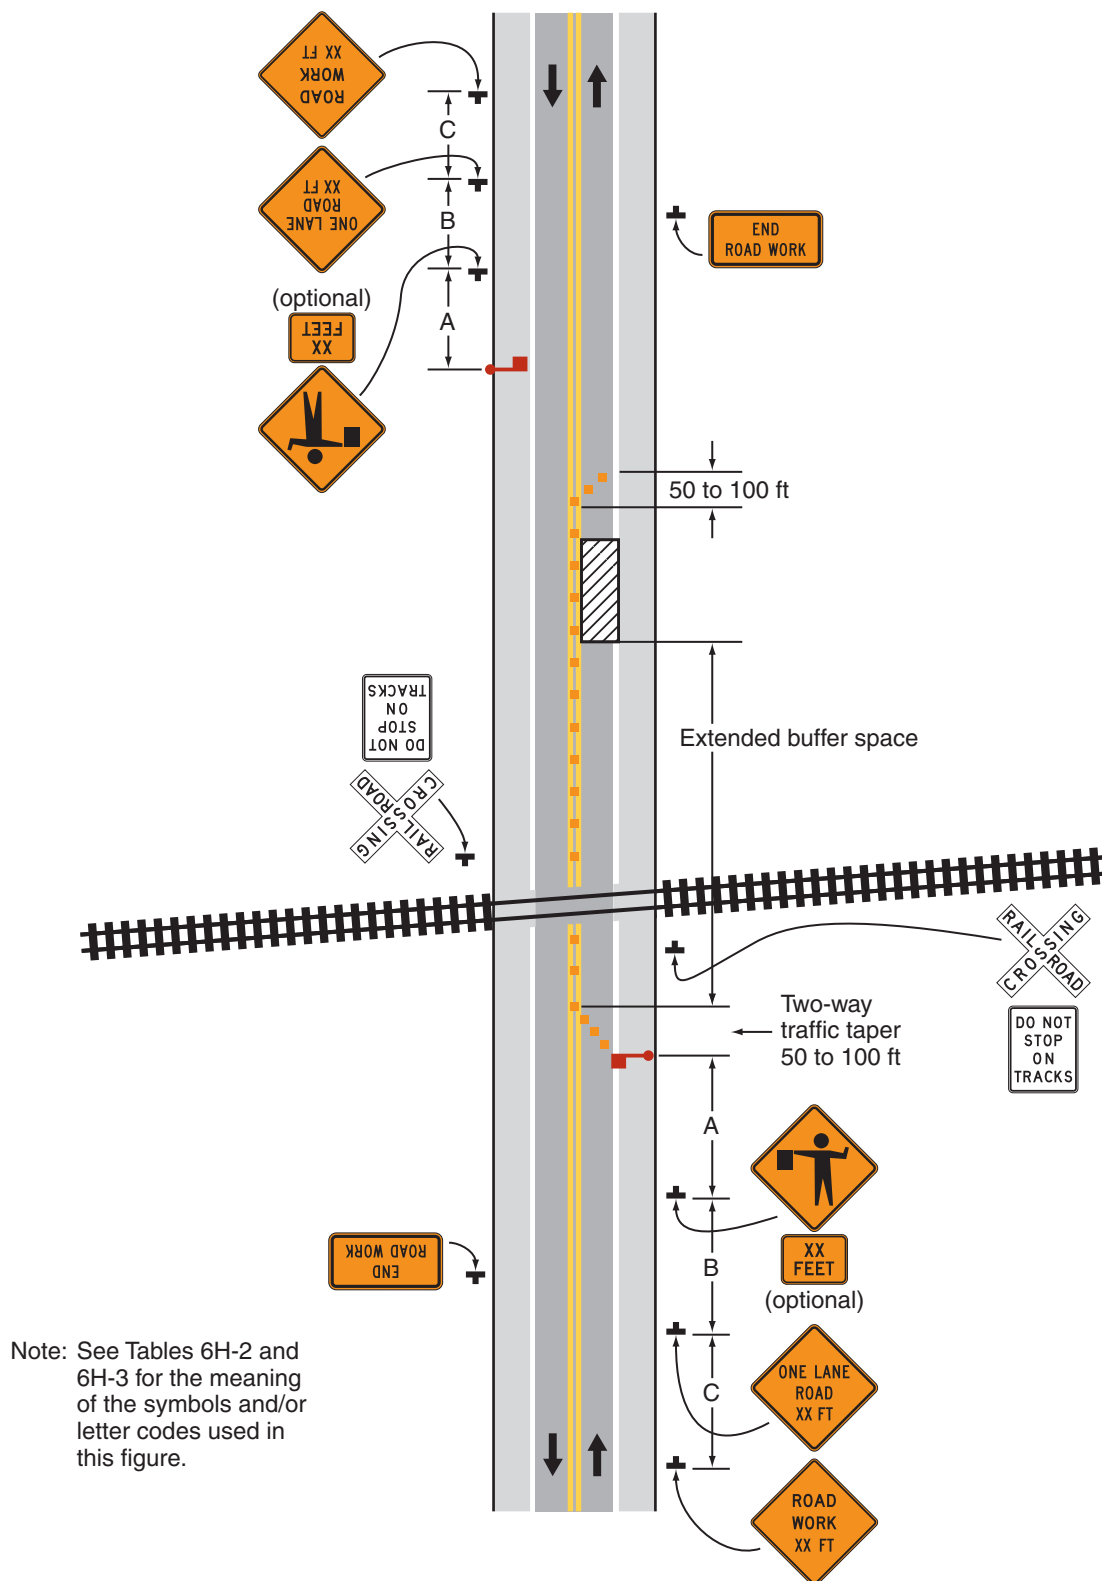 ROAD
WORK
XX FT
C
ONE LANE
ROAD
XX FT
B
END
ROAD WORK
(optional)
XX
FEET
A
50 to 100 ft
DO NOT
STOP
ON
TRACKS
Extended buffer space
RAILROAD
CROSSING
RAILROAD
CROSSING
Two-way
traffic taper
50 to 100 ft
DO NOT
STOP
ON
TRACKS
A
END
ROAD WORK
B
XX
FEET
(optional)
Note: See Tables 6H-2 and
6H-3 for the meaning
of the symbols and/or
letter codes used in
this figure.
C
ONE LANE
ROAD
XX FT
ROAD
WORK
XX FT